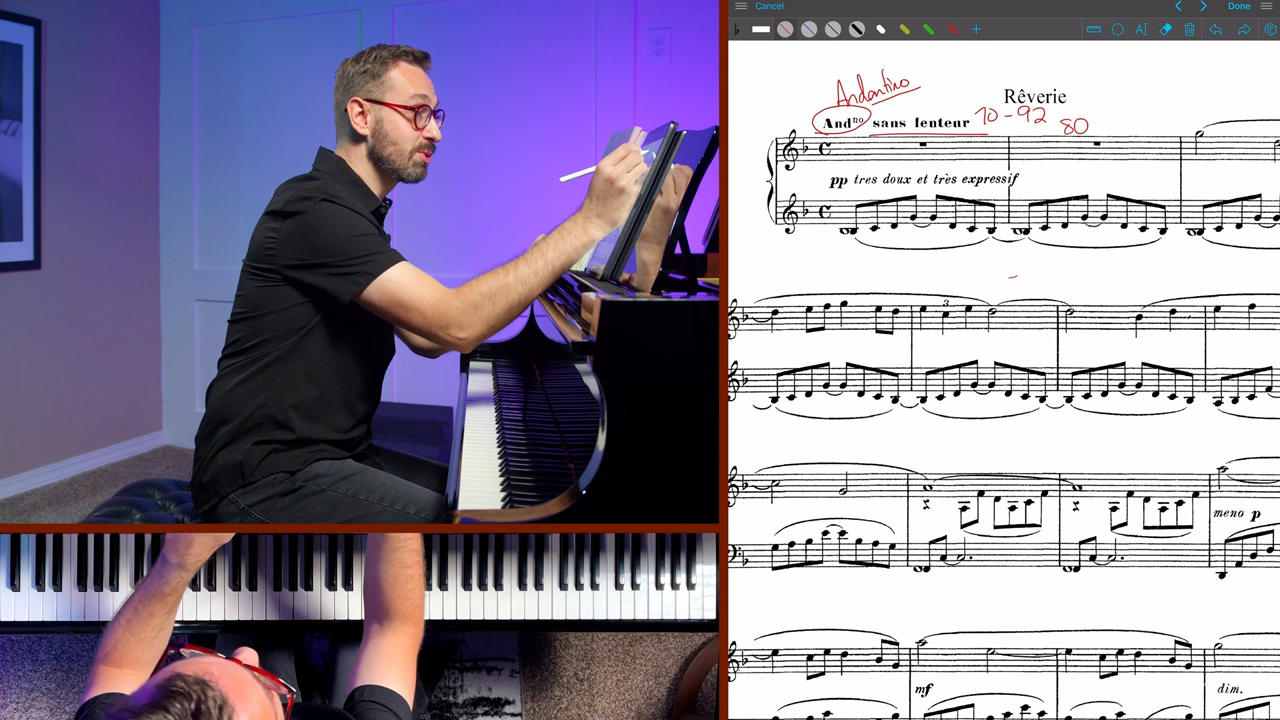 Cancel
Done
Andantino
Rêverie
And^no sans lenteur 70-92 80
pp tres doux et très expressif
3
meno p
mf
dim.